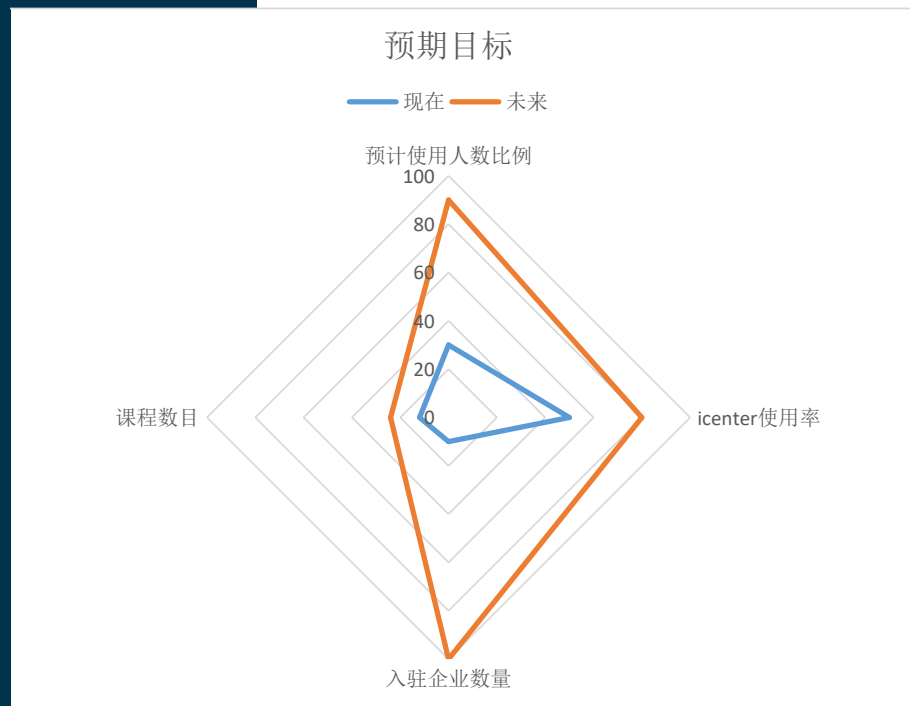 预期目标
现在 未来
预计使用人数比例
100
80
60
40
20
0
课程数目
icenter使用率
入驻企业数量